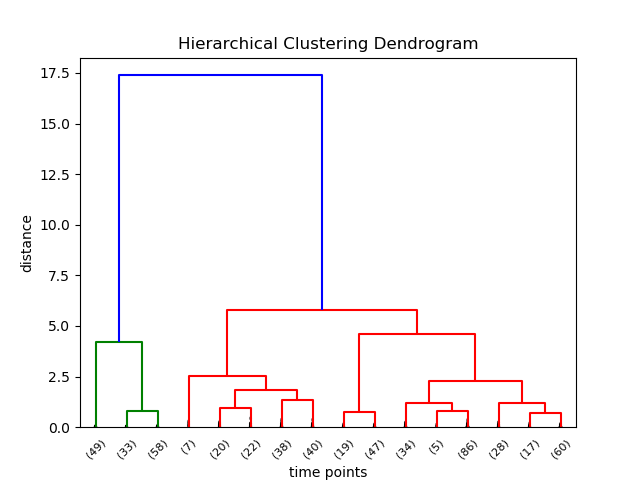 Hierarchical Clustering Dendrogram
17.5
15.0
12.5
10.0
7.5
5.0
2.5
0.0
distance
(49) (33) (58) (7) (20) (22) (38) (40) (19) (47) (34) (5) (86) (28) (17) (60)
time points